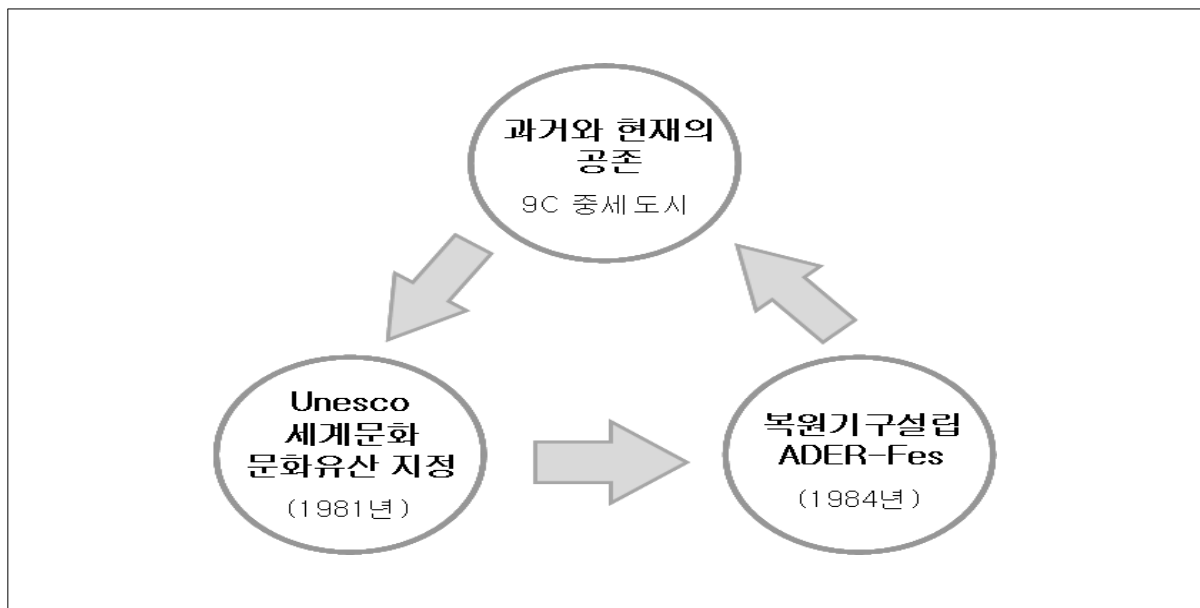 과거와 현재의
공존
9C 중세도시
Unesco
세계문화
문화유산 지정
(1981년)
복원기구설립
ADER-Fes
(1984년)